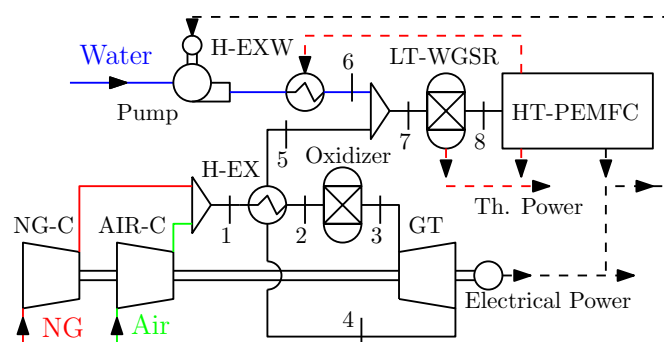 H-EXW
Water
6
LT-WGSR
Pump
HT-PEMFC
7
8
5
Oxidizer
H-EX
Th. Power
NG-C
AIR-C
1
2
3
GT
Electrical Power
NG
Air
4